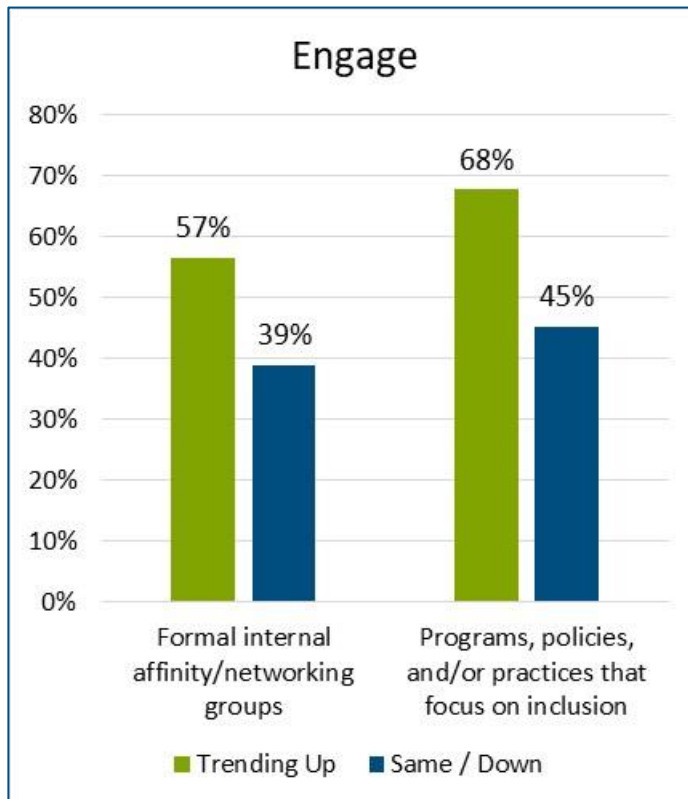 Engage
80%
70%
60%
50%
40%
30%
20%
10%
0%
57%
39%
68%
45%
Formal internal
affinity/networking
groups
Programs, policies,
and/or practices that
focus on inclusion
Trending Up
Same / Down